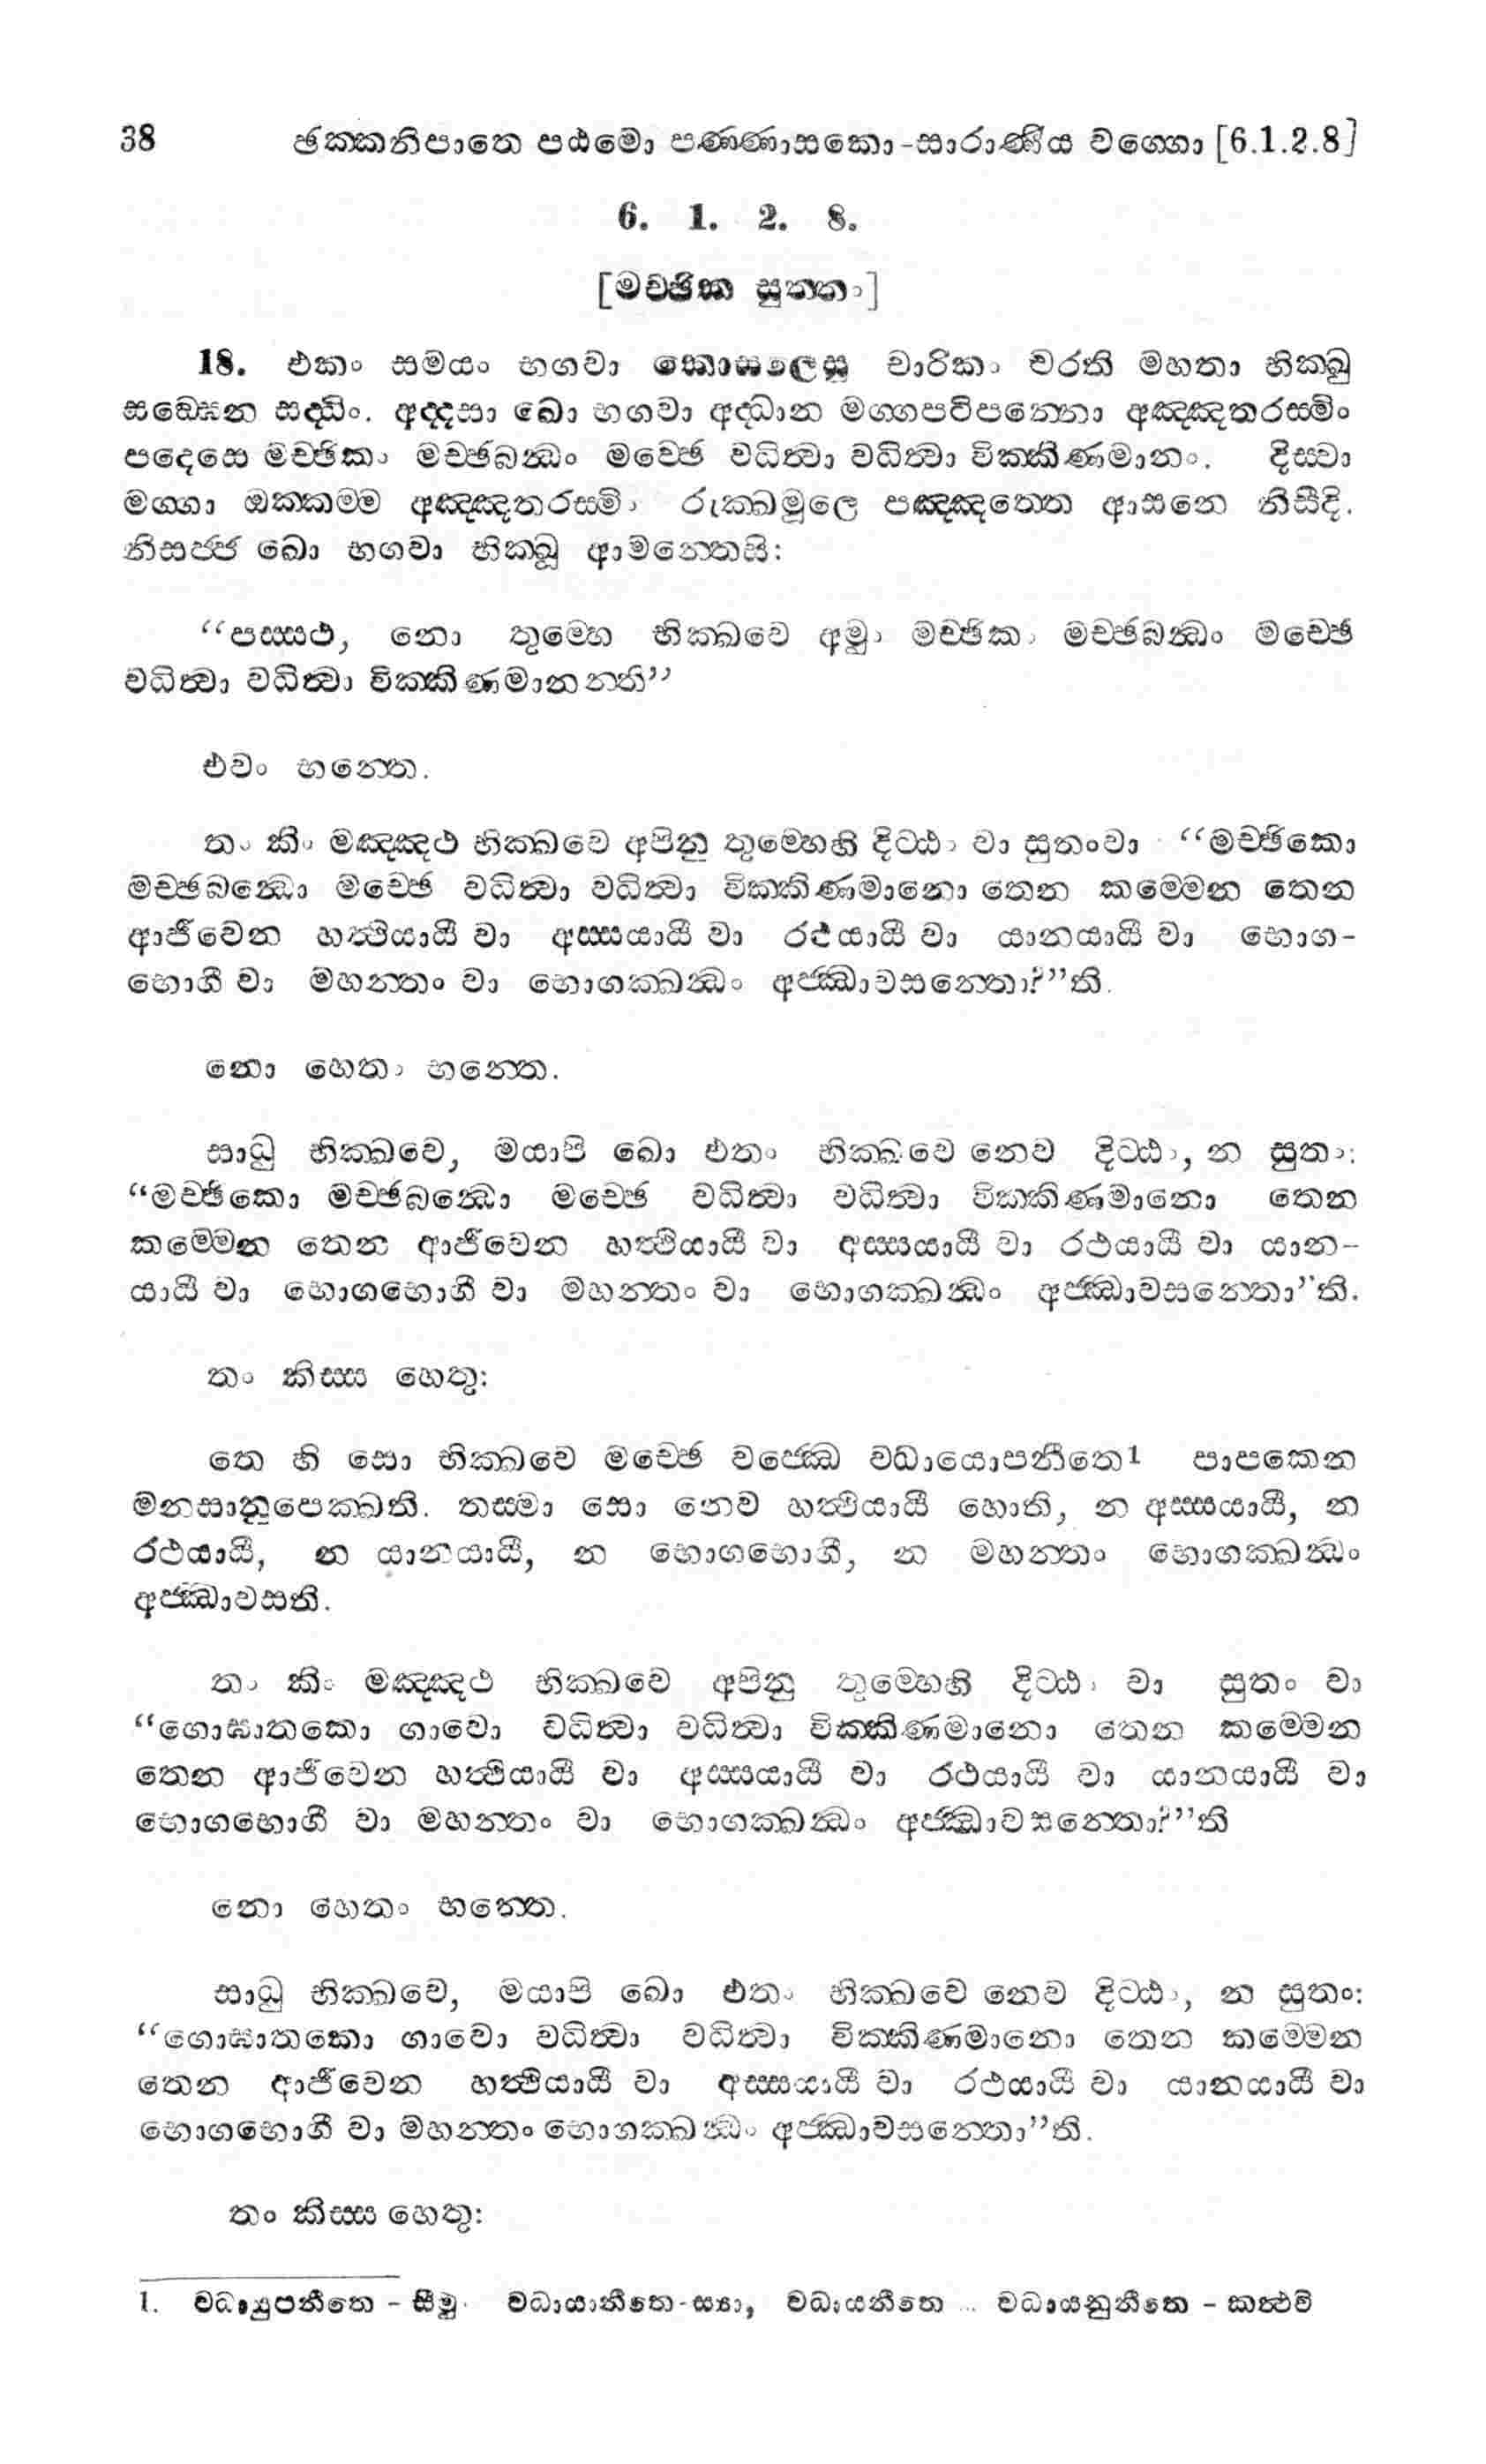 38 ඡක්කනිපාතෙ පඨමො පණ්ණාසකො-සාරාණීය වග්ගො [6.1.2.8]
6. 1. 2. 8.
[මච්ඡික සුත්තං]
18. එකං සමයං භගවා කොසලෙසු චාරිකං චරති මහතා භික්ඛු
සඞ්ඝෙන සද්ධිං. අද්දසා ඛො භගවා අද්ධාන මග්ගපටිපන්නො අඤ්ඤතරස්මිං
පදෙසෙ මච්ඡිකං මච්ඡබන්ධං මච්ඡෙ වධිත්වා වධිත්වා වික්කිණමානං. දිස්වා
මග්ගා ඔක්කම්ම අඤ්ඤතරස්මිං රුක්ඛමූලෙ පඤ්ඤත්තෙ ආසනෙ නිසීදි.
නිසජ්ජ ඛො භගවා භික්ඛූ ආමන්තෙසි:
“පස්සථ, නො තුම්හෙ භික්ඛවෙ අමුං මච්ඡිකං මච්ඡබන්ධං මච්ඡෙ
වධිත්වා වධිත්වා වික්කිණමානන්ති”
එවං භන්තෙ.
තං කිං මඤ්ඤථ භික්ඛවෙ අපිනු තුම්හෙහි දිට්ඨං වා සුතංවා “මච්ඡිකො
මච්ඡබන්ධො මච්ඡෙ වධිත්වා වධිත්වා වික්කිණමානො තෙන කම්මෙන තෙන
ආජීවෙන හත්ථියායී වා අස්සයායී වා රථයායී වා යානයායී වා භොග-
භොගී වා මහන්තං වා භොගක්ඛන්ධං අජ්ඣාවසන්තො?”ති.
නො හෙතං භන්තෙ.
සාධු භික්ඛවෙ, මයාපි ඛො එතං භික්ඛවෙ නෙව දිට්ඨං, න සුතං:
“මච්ඡිකො මච්ඡබන්ධො මච්ඡෙ වධිත්වා වධිත්වා වික්කිණමානො තෙන
කම්මෙන තෙන ආජීවෙන හත්ථියායී වා අස්සයායී වා රථයායී වා යාන-
යායී වා භොගභොගී වා මහන්තං වා භොගක්ඛන්ධං අජ්ඣාවසන්තො”ති.
තං කිස්ස හෙතු:
තෙ හි සො භික්ඛවෙ මච්ඡෙ වජ්ඣෙ වධායොපනීතෙ1 පාපකෙන
මනසානුපෙක්ඛති. තස්මා සො නෙව හත්ථියායී හොති, න අස්සයායී, න
රථයායී, න යානයායී, න භොගභොගී, න මහන්තං භොගක්ඛන්ධං
අජ්ඣාවසති.
තං කිං මඤ්ඤථ භික්ඛවෙ අපිනු තුම්හෙහි දිට්ඨං වා සුතං වා
“ගොඝාතකො ගාවො වධිත්වා වධිත්වා වික්කිණමානො තෙන කම්මෙන
තෙන ආජීවෙන හත්ථියායී වා අස්සයායී වා රථයායී වා යානයායී වා
භොගභොගී වා මහන්තං වා භොගක්ඛන්ධං අජ්ඣාවසන්තො?”ති
නො හෙතං භන්තෙ.
සාධු භික්ඛවෙ, මයාපි ඛො එතං භික්ඛවෙ නෙව දිට්ඨං, න සුතං:
“ගොඝාතකො ගාවො වධිත්වා වධිත්වා වික්කිණමානො තෙන කම්මෙන
තෙන ආජීවෙන හත්ථියායී වා අස්සයායී වා රථයායී වා යානයායී වා
භොගභොගී වා මහන්තං භොගක්ඛන්ධං අජ්ඣාවසන්තො”ති.
තං කිස්ස හෙතු:
1. වධායුපනීතෙ - සීමු. වධායානීතෙ-ස්‍යා, වධායනීතෙ ... වධායනුනීතෙ - කත්‍ථචි